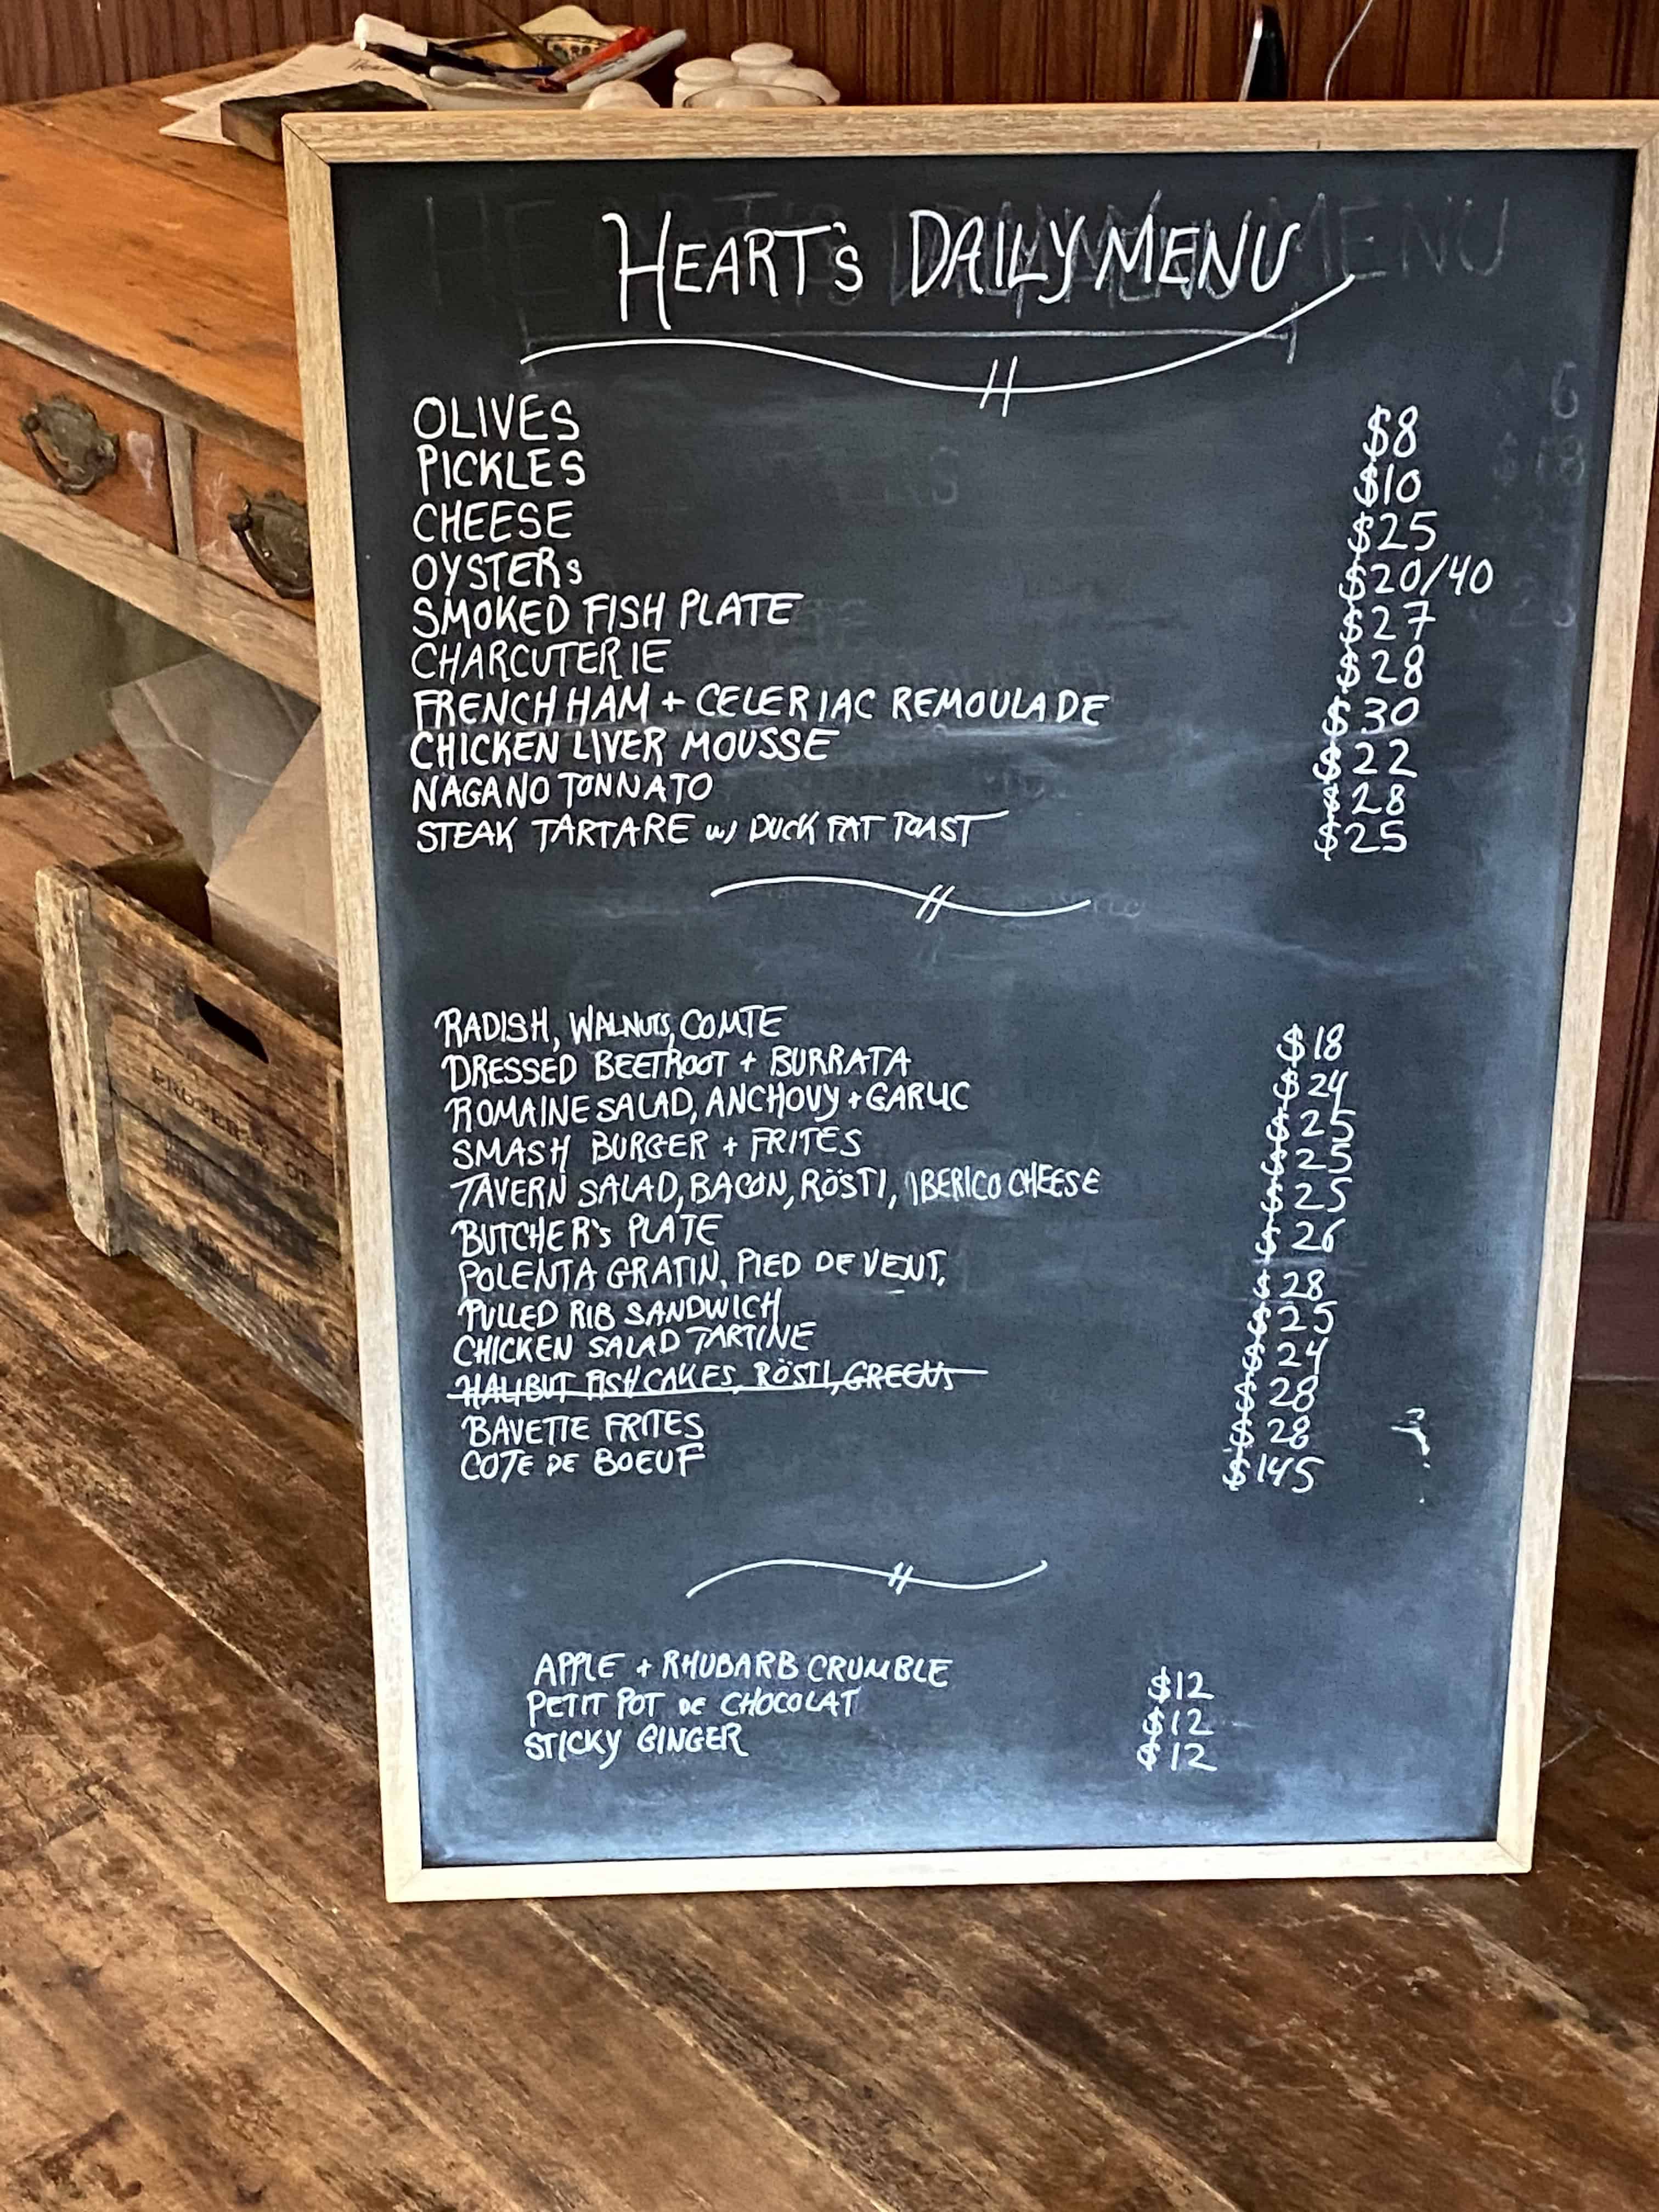 HEART'S DAILY MENU
OLIVES $8
PICKLES $10
CHEESE $25
OYSTERS $20/40
SMOKED FISH PLATE $27
CHARCUTERIE $28
FRENCH HAM + CELERIAC REMOULADE $30
CHICKEN LIVER MOUSSE $22
NAGANO TONNATO $28
STEAK TARTARE w/ DUCK FAT TOAST $25
RADISH, WALNUTS, COMTE $18
DRESSED BEETROOT + BURRATA $24
ROMAINE SALAD, ANCHOVY + GARLIC $25
SMASH BURGER + FRITES $25
TAVERN SALAD, BACON, RÖSTI, IBERICO CHEESE $25
BUTCHER'S PLATE $26
POLENTA GRATIN, PIED DE VENT, $28
PULLED RIB SANDWICH $25
CHICKEN SALAD TARTINE $24
HALIBUT FISHCAKES, RÖSTI, GREENS $28
BAVETTE FRITES $28
COTE DE BOEUF $145
APPLE + RHUBARB CRUMBLE $12
PETIT POT DE CHOCOLAT $12
STICKY GINGER $12